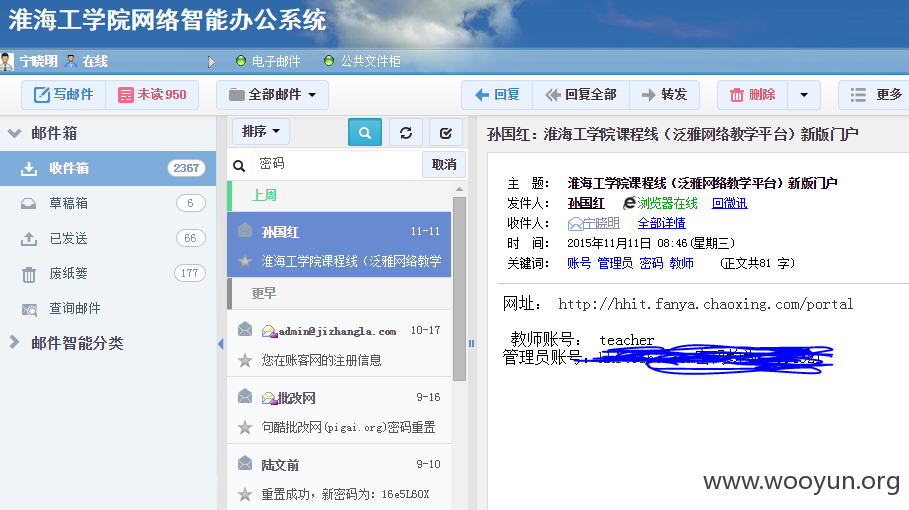 淮海工学院网络智能办公系统
宁晓明 在线 电子邮件 公共文件柜
写邮件 未读950 全部邮件 回复 回复全部 转发 删除 更多
邮件箱
收件箱 2367
草稿箱 6
已发送 66
废纸篓 177
查询邮件
邮件智能分类
排序
密码 取消
上周
孙国红 11-11
淮海工学院课程线（泛雅网络教学
更早
admin@jizhangla.com 10-17
您在账客网的注册信息
批改网 9-16
句酷批改网(pigai.org)密码重置
陆文前 9-10
重置成功，新密码为：16e5L60X
孙国红：淮海工学院课程线（泛雅网络教学平台）新版门户
主 题： 淮海工学院课程线（泛雅网络教学平台）新版门户
发件人： 孙国红 浏览器在线 回微讯
收件人： 宁晓明 全部详情
时 间： 2015年11月11日 08:46(星期三)
关键词： 账号 管理员 密码 教师 （正文共81 字）
网址： http://hhit.fanya.chaoxing.com/portal
教师账号： teacher
管理员账号：
www.wooyun.org